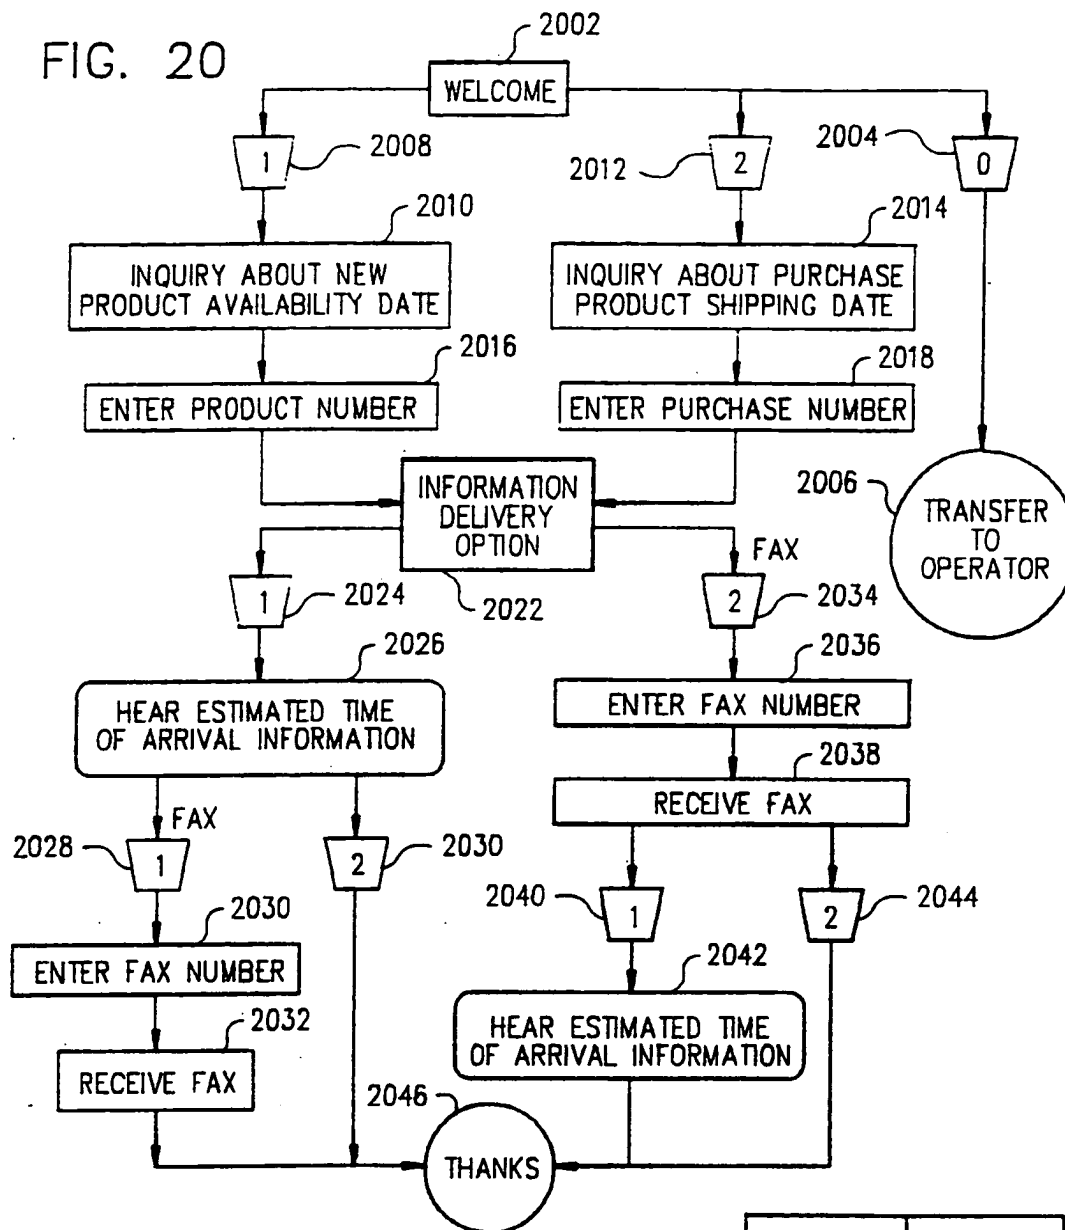 FIG. 20
2002
WELCOME
1
2008
2012
2
2004
0
2010
2014
INQUIRY ABOUT NEW
PRODUCT AVAILABILITY DATE
INQUIRY ABOUT PURCHASE
PRODUCT SHIPPING DATE
2016
2018
ENTER PRODUCT NUMBER
ENTER PURCHASE NUMBER
INFORMATION
DELIVERY
OPTION
2022
2006
TRANSFER
TO
OPERATOR
1
2024
FAX
2
2034
2026
HEAR ESTIMATED TIME
OF ARRIVAL INFORMATION
2036
ENTER FAX NUMBER
2038
RECEIVE FAX
FAX
2028
1
2
2030
2040
1
2
2044
2030
ENTER FAX NUMBER
2042
HEAR ESTIMATED TIME
OF ARRIVAL INFORMATION
2032
RECEIVE FAX
2046
THANKS